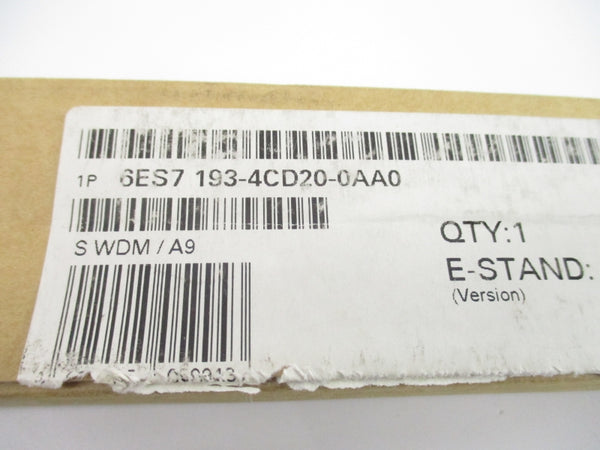 1P 6ES7 193-4CD20-0AA0
S WDM / A9
QTY:1
E-STAND:
(Version)